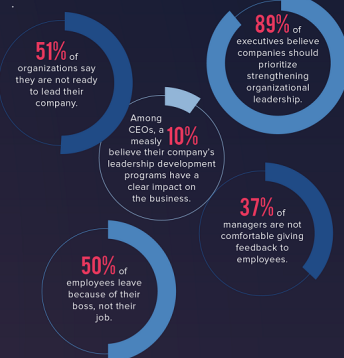 51% of
organizations say
they are not ready
to lead their
company.
89% of
executives believe
companies should
prioritize
strengthening
organizational
leadership.
Among
CEOs, a
measly 10%
believe their company's
leadership development
programs have a
clear impact on
the business.
37% of
managers are not
comfortable giving
feedback to
employees.
50% of
employees leave
because of their
boss, not their
job.